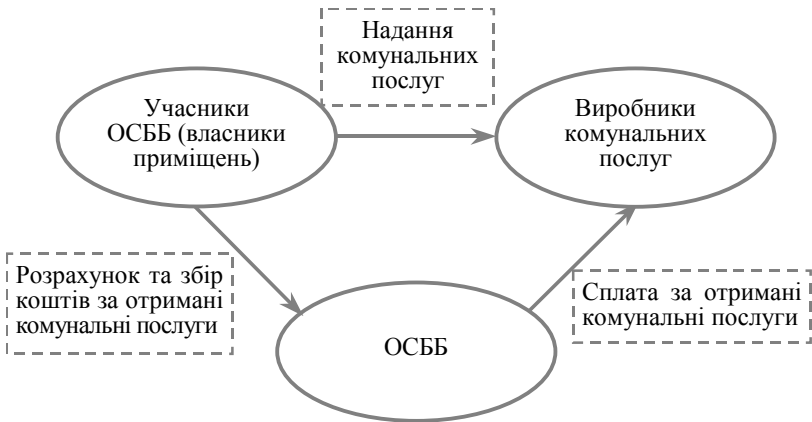 Надання
комунальних
послуг
Учасники
ОСББ (власники
приміщень)
Виробники
комунальних
послуг
Розрахунок та збір
коштів за отримані
комунальні послуги
Сплата за отримані
комунальні послуги
ОСББ